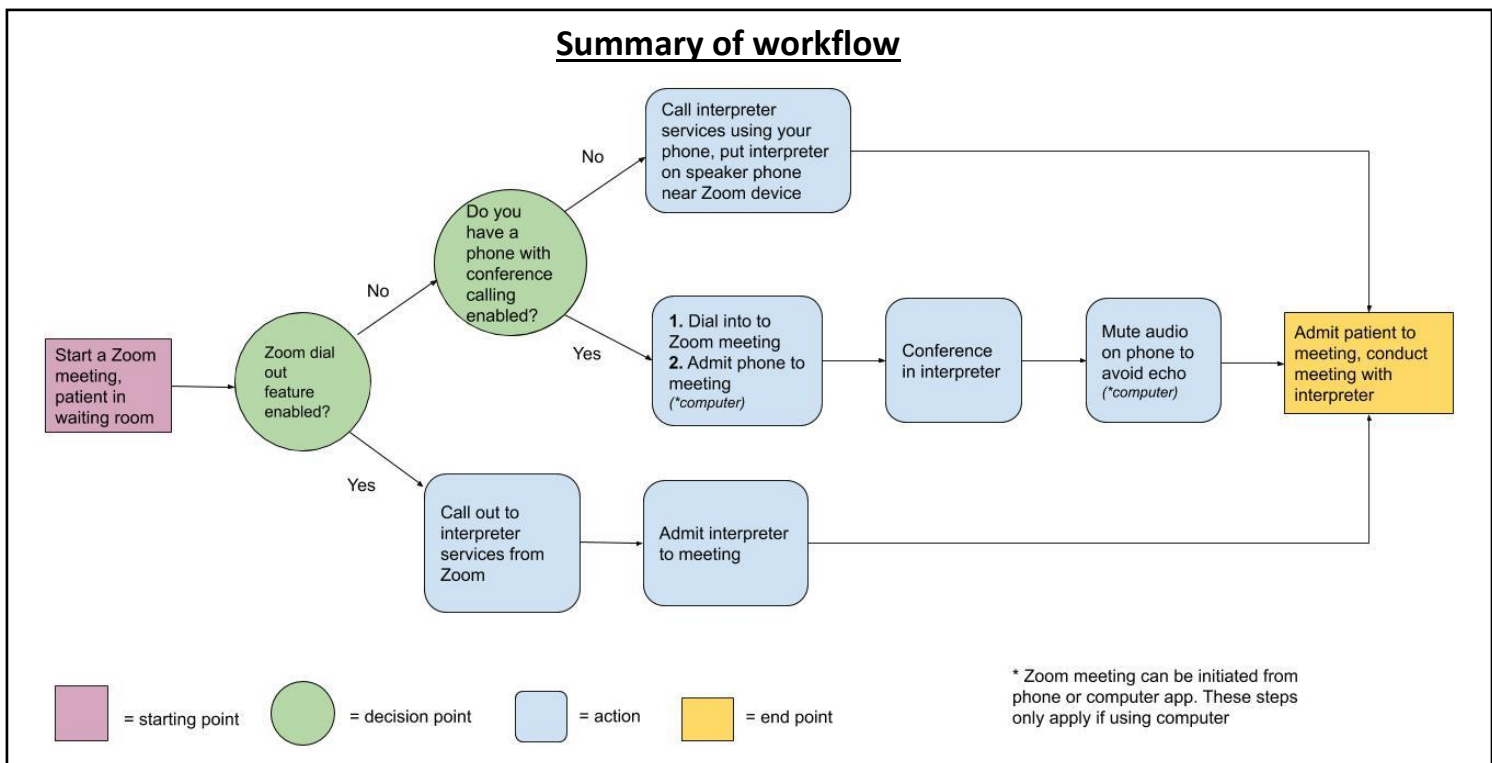 Summary of workflow
Call interpreter
services using your
phone, put interpreter
on speaker phone
near Zoom device
No
Do you
have a
phone with
conference
calling
enabled?
No
Yes
1. Dial into to
Zoom meeting
2. Admit phone to
meeting
(*computer)
Conference
in interpreter
Mute audio
on phone to
avoid echo
(*computer)
Admit patient to
meeting, conduct
meeting with
interpreter
Start a Zoom
meeting,
patient in
waiting room
Zoom dial
out
feature
enabled?
Yes
Call out to
interpreter
services from
Zoom
Admit interpreter
to meeting
= starting point
= decision point
= action
= end point
* Zoom meeting can be initiated from
phone or computer app. These steps
only apply if using computer